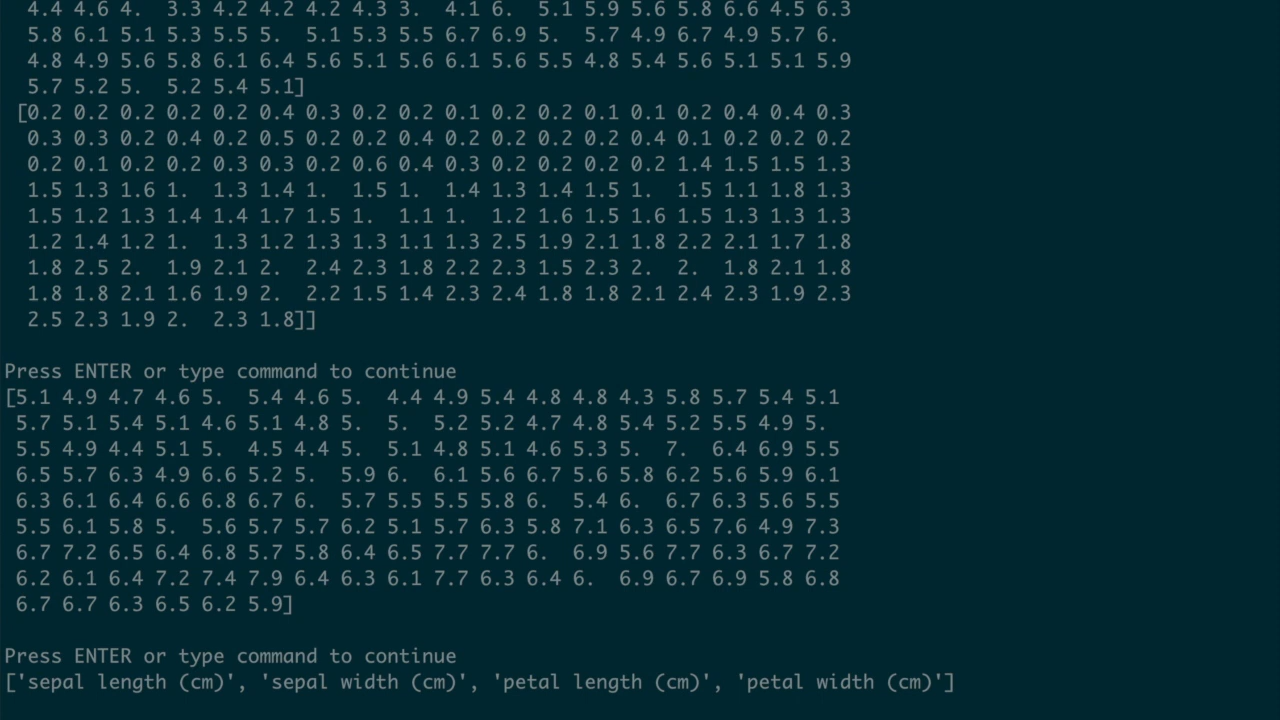 4.4 4.6 4.  3.3 4.2 4.2 4.2 4.3 3.  4.1 6.  5.1 5.9 5.6 5.8 6.6 4.5 6.3
5.8 6.1 5.1 5.3 5.5 5.  5.1 5.3 5.5 6.7 6.9 5.  5.7 4.9 6.7 4.9 5.7 6.
4.8 4.9 5.6 5.8 6.1 6.4 5.6 5.1 5.6 6.1 5.6 5.5 4.8 5.4 5.6 5.1 5.1 5.9
5.7 5.2 5.  5.2 5.4 5.1]
[0.2 0.2 0.2 0.2 0.2 0.4 0.3 0.2 0.2 0.1 0.2 0.2 0.1 0.1 0.2 0.4 0.4 0.3
0.3 0.3 0.2 0.4 0.2 0.5 0.2 0.2 0.4 0.2 0.2 0.2 0.2 0.4 0.1 0.2 0.2 0.2
0.2 0.1 0.2 0.2 0.3 0.3 0.2 0.6 0.4 0.3 0.2 0.2 0.2 0.2 1.4 1.5 1.5 1.3
1.5 1.3 1.6 1.  1.3 1.4 1.  1.5 1.  1.4 1.3 1.4 1.5 1.  1.5 1.1 1.8 1.3
1.5 1.2 1.3 1.4 1.4 1.7 1.5 1.  1.1 1.  1.2 1.6 1.5 1.6 1.5 1.3 1.3 1.3
1.2 1.4 1.2 1.  1.3 1.2 1.3 1.3 1.1 1.3 2.5 1.9 2.1 1.8 2.2 2.1 1.7 1.8
1.8 2.5 2.  1.9 2.1 2.  2.4 2.3 1.8 2.2 2.3 1.5 2.3 2.  2.  1.8 2.1 1.8
1.8 1.8 2.1 1.6 1.9 2.  2.2 1.5 1.4 2.3 2.4 1.8 1.8 2.1 2.4 2.3 1.9 2.3
2.5 2.3 1.9 2.  2.3 1.8]]
Press ENTER or type command to continue
[5.1 4.9 4.7 4.6 5.  5.4 4.6 5.  4.4 4.9 5.4 4.8 4.8 4.3 5.8 5.7 5.4 5.1
5.7 5.1 5.4 5.1 4.6 5.1 4.8 5.  5.  5.2 5.2 4.7 4.8 5.4 5.2 5.5 4.9 5.
5.5 4.9 4.4 5.1 5.  4.5 4.4 5.  5.1 4.8 5.1 4.6 5.3 5.  7.  6.4 6.9 5.5
6.5 5.7 6.3 4.9 6.6 5.2 5.  5.9 6.  6.1 5.6 6.7 5.6 5.8 6.2 5.6 5.9 6.1
6.3 6.1 6.4 6.6 6.8 6.7 6.  5.7 5.5 5.5 5.8 6.  5.4 6.  6.7 6.3 5.6 5.5
5.5 6.1 5.8 5.  5.6 5.7 5.7 6.2 5.1 5.7 6.3 5.8 7.1 6.3 6.5 7.6 4.9 7.3
6.7 7.2 6.5 6.4 6.8 5.7 5.8 6.4 6.5 7.7 7.7 6.  6.9 5.6 7.7 6.3 6.7 7.2
6.2 6.1 6.4 7.2 7.4 7.9 6.4 6.3 6.1 7.7 6.3 6.4 6.  6.9 6.7 6.9 5.8 6.8
6.7 6.7 6.3 6.5 6.2 5.9]
Press ENTER or type command to continue
['sepal length (cm)', 'sepal width (cm)', 'petal length (cm)', 'petal width (cm)']